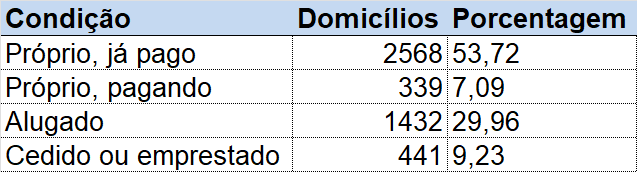 Condição Domicílios Porcentagem
Próprio, já pago 2568 53,72
Próprio, pagando 339 7,09
Alugado 1432 29,96
Cedido ou emprestado 441 9,23